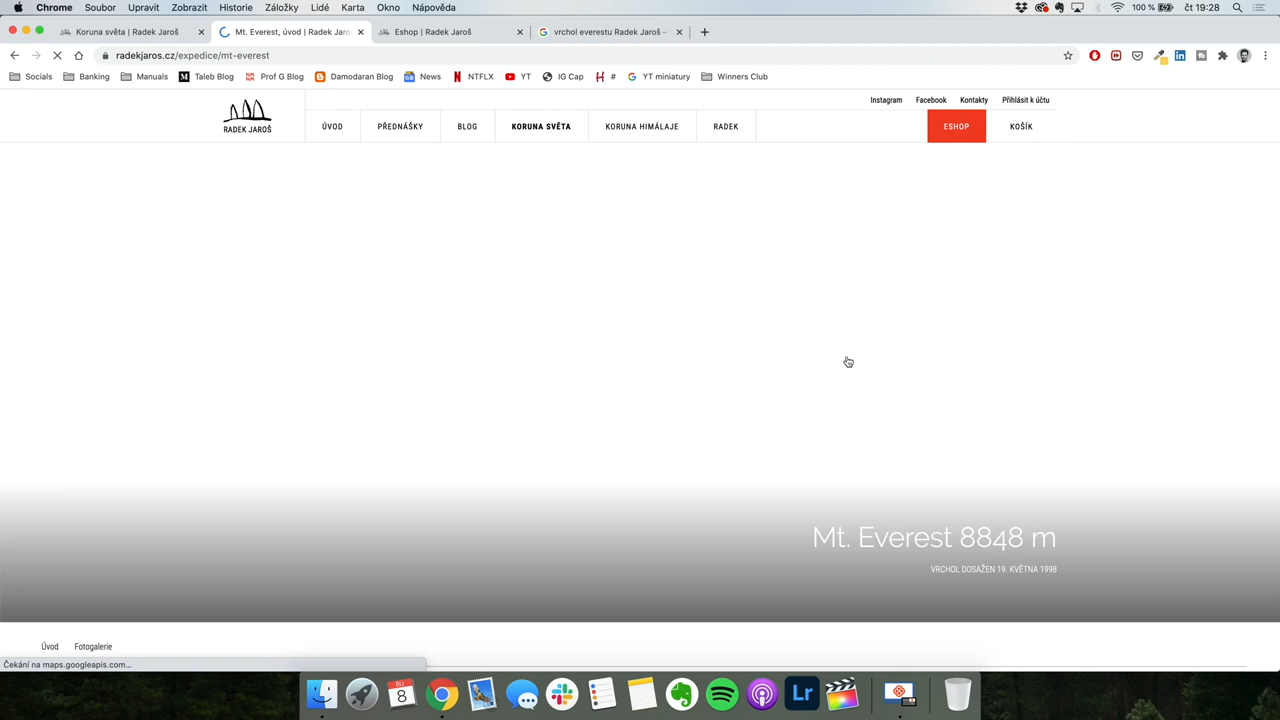 Chrome Soubor Upravit Zobrazit Historie Záložky Lidé Karta Okno Nápověda 100 % čt 19:28
Koruna světa | Radek Jaroš Mt. Everest, úvod | Radek Jaro Eshop | Radek Jaroš vrchol everestu Radek Jaroš –
radekjaros.cz/expedice/mt-everest
Socials Banking Manuals Taleb Blog Prof G Blog Damodaran Blog News NTFLX YT IG Cap # YT miniatury Winners Club
Instagram Facebook Kontakty Přihlásit k účtu
RADEK JAROŠ
ÚVOD PŘEDNÁŠKY BLOG KORUNA SVĚTA KORUNA HIMÁLAJE RADEK ESHOP KOŠÍK
Mt. Everest 8848 m
VRCHOL DOSAŽEN 19. KVĚTNA 1998
Úvod Fotogalerie
Čekání na maps.googleapis.com...
ŘÍJ
8
Lr